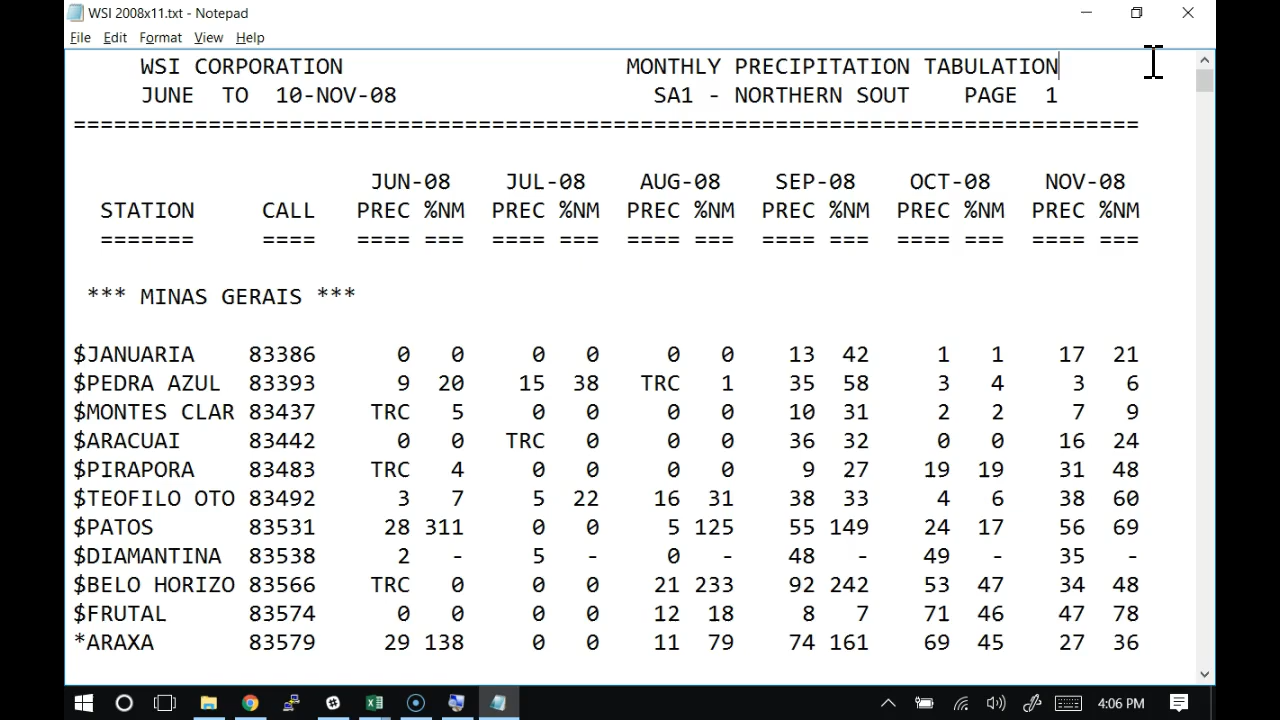 WSI 2008x11.txt - Notepad
File Edit Format View Help
WSI CORPORATION MONTHLY PRECIPITATION TABULATION
JUNE TO 10-NOV-08 SA1 - NORTHERN SOUT PAGE 1
===============================================================================
JUN-08 JUL-08 AUG-08 SEP-08 OCT-08 NOV-08
STATION CALL PREC %NM PREC %NM PREC %NM PREC %NM PREC %NM PREC %NM
======= ==== ==== === ==== === ==== === ==== === ==== === ==== ===
*** MINAS GERAIS ***
$JANUARIA 83386 0 0 0 0 0 0 13 42 1 1 17 21
$PEDRA AZUL 83393 9 20 15 38 TRC 1 35 58 3 4 3 6
$MONTES CLAR 83437 TRC 5 0 0 0 0 10 31 2 2 7 9
$ARACUAI 83442 0 0 TRC 0 0 0 36 32 0 0 16 24
$PIRAPORA 83483 TRC 4 0 0 0 0 9 27 19 19 31 48
$TEOFILO OTO 83492 3 7 5 22 16 31 38 33 4 6 38 60
$PATOS 83531 28 311 0 0 5 125 55 149 24 17 56 69
$DIAMANTINA 83538 2 - 5 - 0 - 48 - 49 - 35 -
$BELO HORIZO 83566 TRC 0 0 0 21 233 92 242 53 47 34 48
$FRUTAL 83574 0 0 0 0 12 18 8 7 71 46 47 78
*ARAXA 83579 29 138 0 0 11 79 74 161 69 45 27 36
4:06 PM